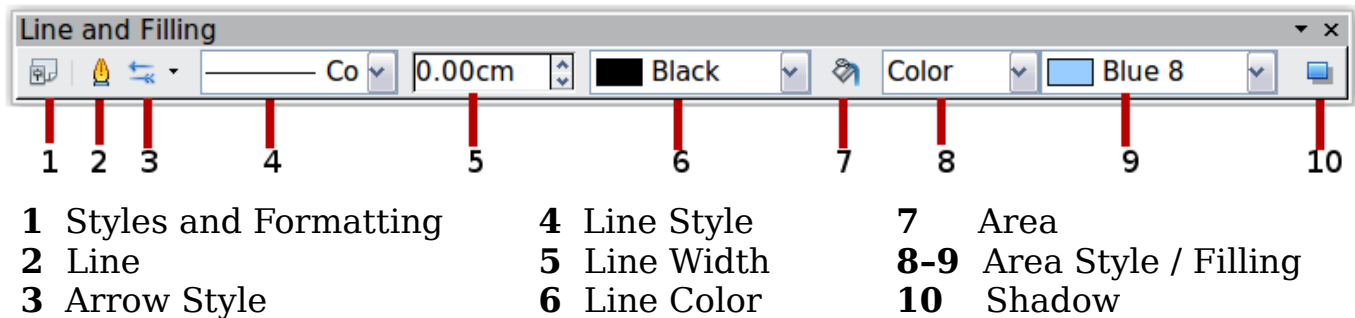 Line and Filling
Co 0.00cm Black Color Blue 8
1 2 3 4 5 6 7 8 9 10
1 Styles and Formatting 4 Line Style 7 Area
2 Line 5 Line Width 8–9 Area Style / Filling
3 Arrow Style 6 Line Color 10 Shadow